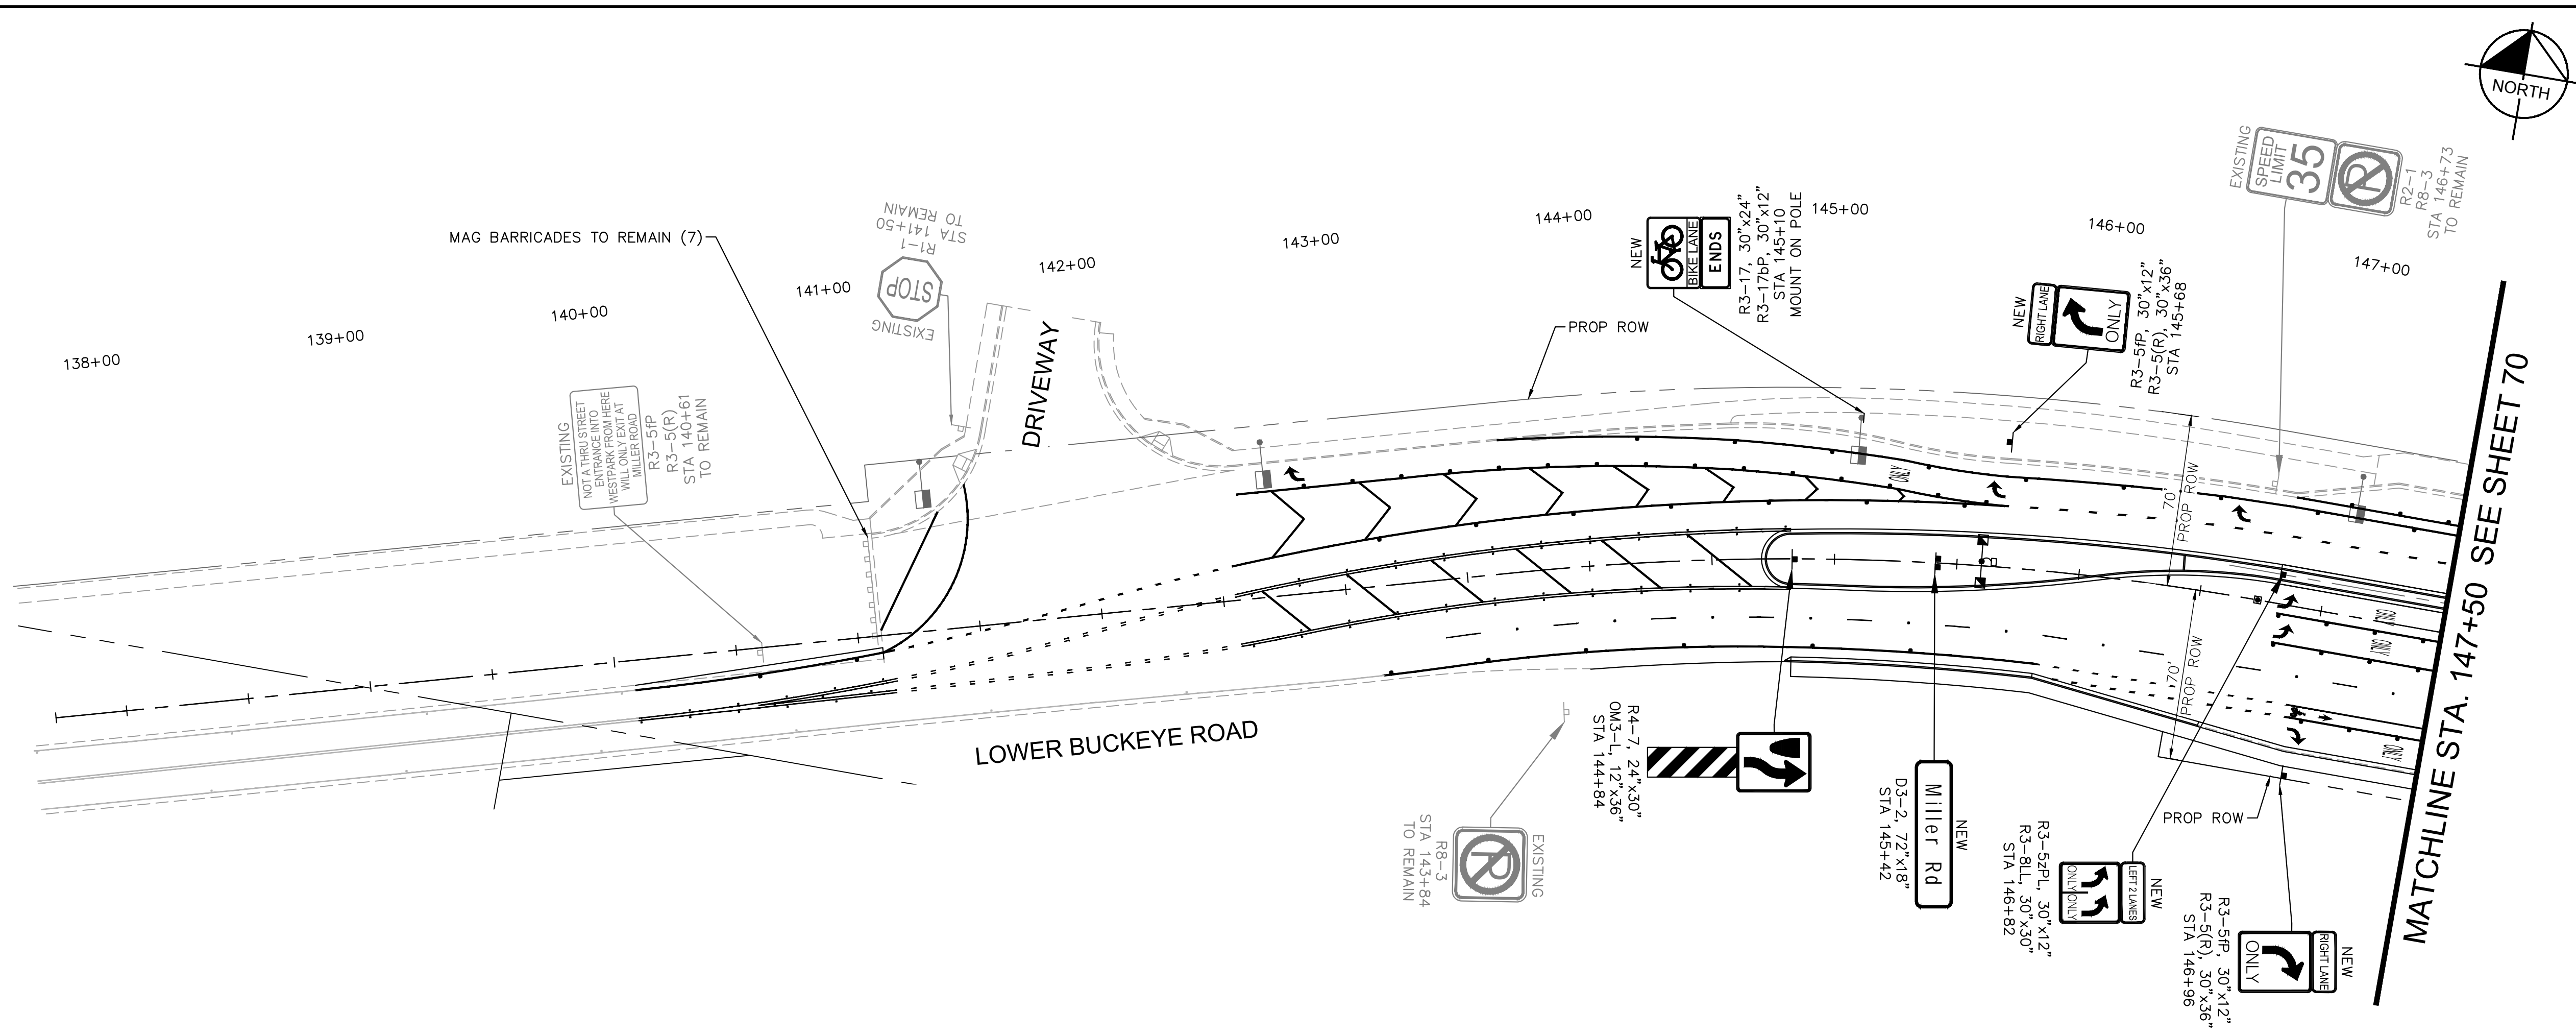 NORTH
138+00
139+00
140+00
141+00
142+00
143+00
144+00
145+00
146+00
147+00
MAG BARRICADES TO REMAIN (7)
EXISTING
NOT A THRU STREET
ENTRANCE INTO
WESTPARK FROM HERE
WILL ONLY EXIT AT
MILLER ROAD
R3-5fP
R3-5(R)
STA 140+61
TO REMAIN
EXISTING
STOP
R1-1
STA 141+50
TO REMAIN
DRIVEWAY
NEW
BIKE LANE
ENDS
R3-17, 30"x24"
R3-17bP, 30"x12"
STA 145+10
MOUNT ON POLE
PROP ROW
NEW
RIGHT LANE
ONLY
R3-5fP, 30"x12"
R3-5(R), 30"x36"
STA 145+68
EXISTING
SPEED
LIMIT
35
P
R2-1
R8-3
STA 146+73
TO REMAIN
ONLY
70'
PROP ROW
70'
PROP ROW
ONLY
ONLY
ONLY
MATCHLINE STA. 147+50 SEE SHEET 70
LOWER BUCKEYE ROAD
EXISTING
P
R8-3
STA 143+84
TO REMAIN
R4-7, 24"x30"
OM3-L, 12"x36"
STA 144+84
NEW
Miller Rd
D3-2, 72"x18"
STA 145+42
NEW
LEFT 2 LANES
ONLY ONLY
R3-5zPL, 30"x12"
R3-8LL, 30"x30"
STA 146+82
PROP ROW
NEW
RIGHT LANE
ONLY
R3-5fP, 30"x12"
R3-5(R), 30"x36"
STA 146+96